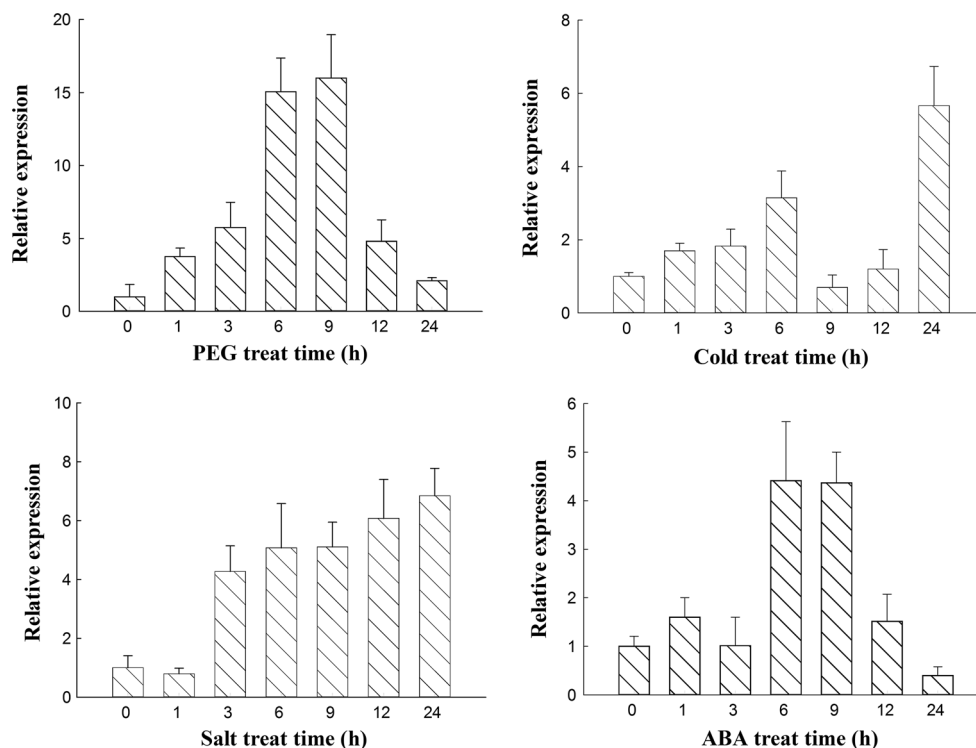 Relative expression
20
15
10
5
0
0 1 3 6 9 12 24
PEG treat time (h)
Relative expression
8
6
4
2
0
0 1 3 6 9 12 24
Cold treat time (h)
Relative expression
10
8
6
4
2
0
0 1 3 6 9 12 24
Salt treat time (h)
Relative expression
6
5
4
3
2
1
0
0 1 3 6 9 12 24
ABA treat time (h)